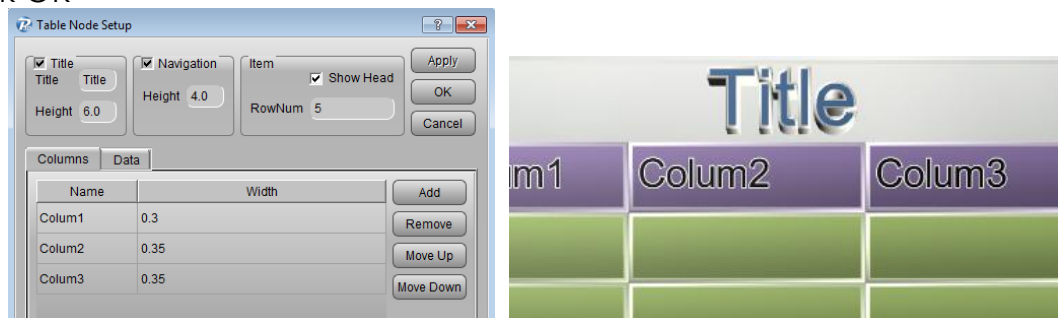 Table Node Setup
Title
Title Title
Height 6.0
Navigation
Height 4.0
Item
Show Head
RowNum 5
Apply
OK
Cancel
Columns Data
Name Width
Colum1 0.3
Colum2 0.35
Colum3 0.35
Add
Remove
Move Up
Move Down
Title
m1 Colum2 Colum3